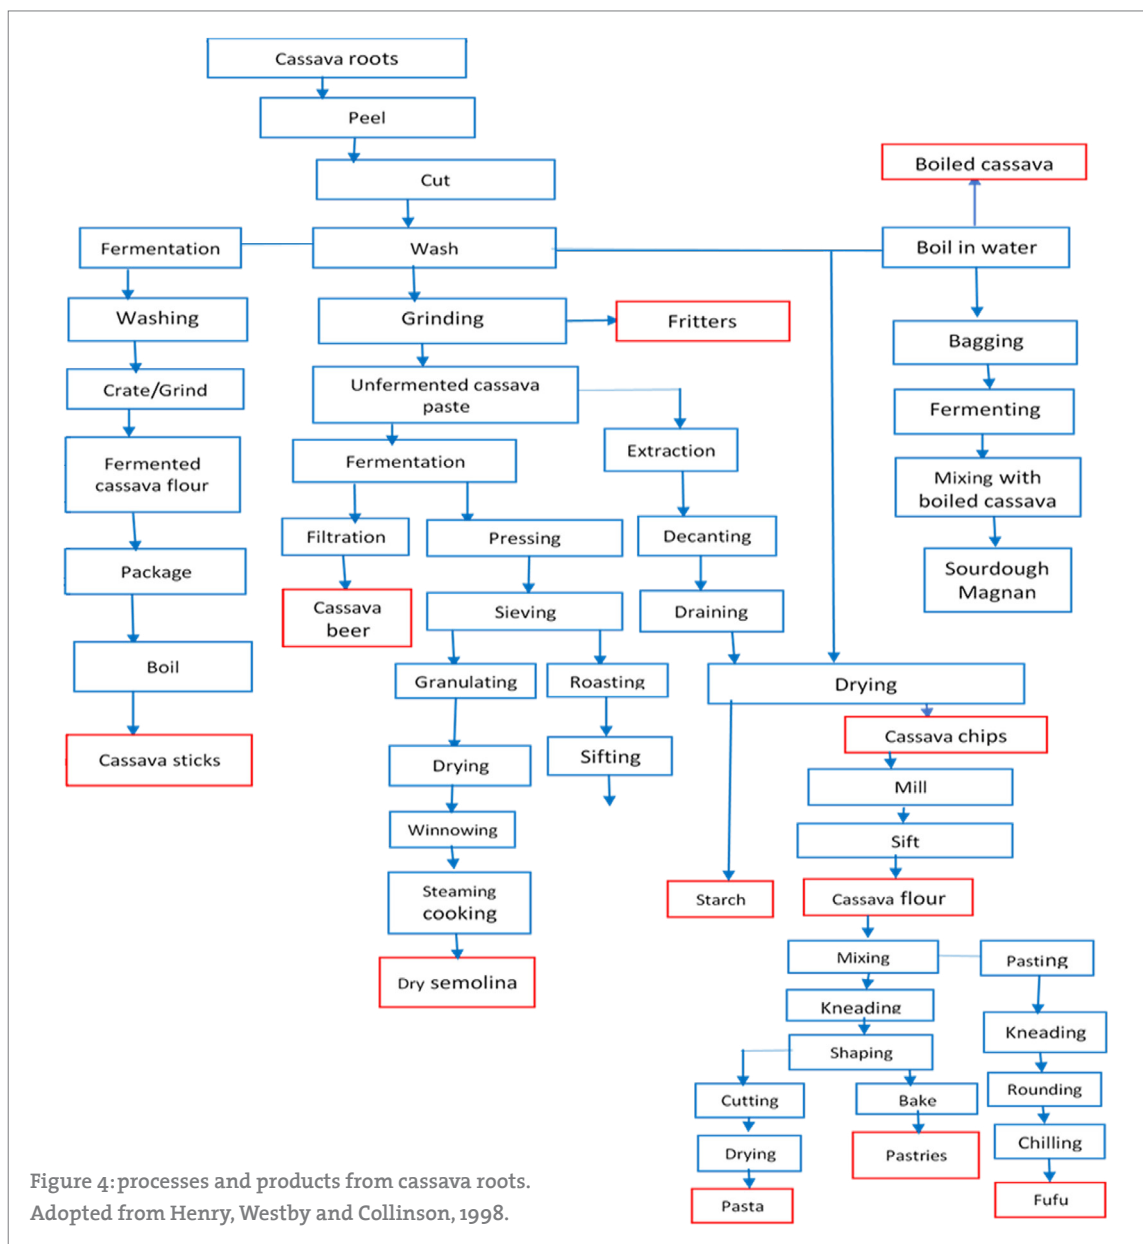 Cassava roots
Peel
Cut
Boiled cassava
Fermentation
Wash
Boil in water
Washing
Grinding
Fritters
Bagging
Crate/Grind
Unfermented cassava
paste
Fermenting
Extraction
Fermented
cassava flour
Fermentation
Mixing with
boiled cassava
Filtration
Pressing
Decanting
Package
Sourdough
Magnan
Cassava
beer
Sieving
Draining
Boil
Granulating
Roasting
Drying
Cassava sticks
Drying
Sifting
Cassava chips
Mill
Winnowing
Sift
Steaming
cooking
Starch
Cassava flour
Mixing
Pasting
Dry semolina
Kneading
Kneading
Shaping
Cutting
Bake
Rounding
Drying
Pastries
Chilling
Pasta
Fufu
Figure 4: processes and products from cassava roots.
Adopted from Henry, Westby and Collinson, 1998.